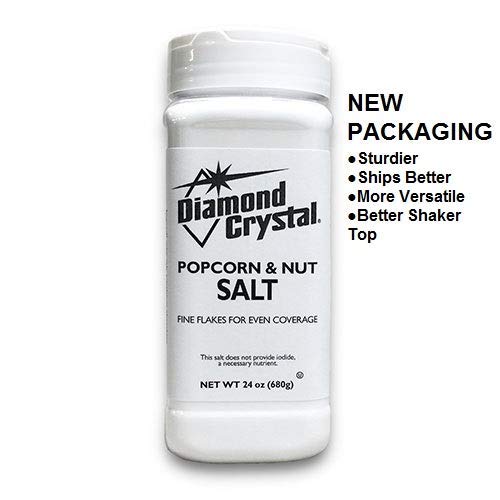 Diamond
Crystal®
POPCORN & NUT
SALT
FINE FLAKES FOR EVEN COVERAGE
This salt does not provide iodide,
a necessary nutrient.
NET WT 24 oz (680g)
NEW
PACKAGING
●Sturdier
●Ships Better
●More Versatile
●Better Shaker
Top